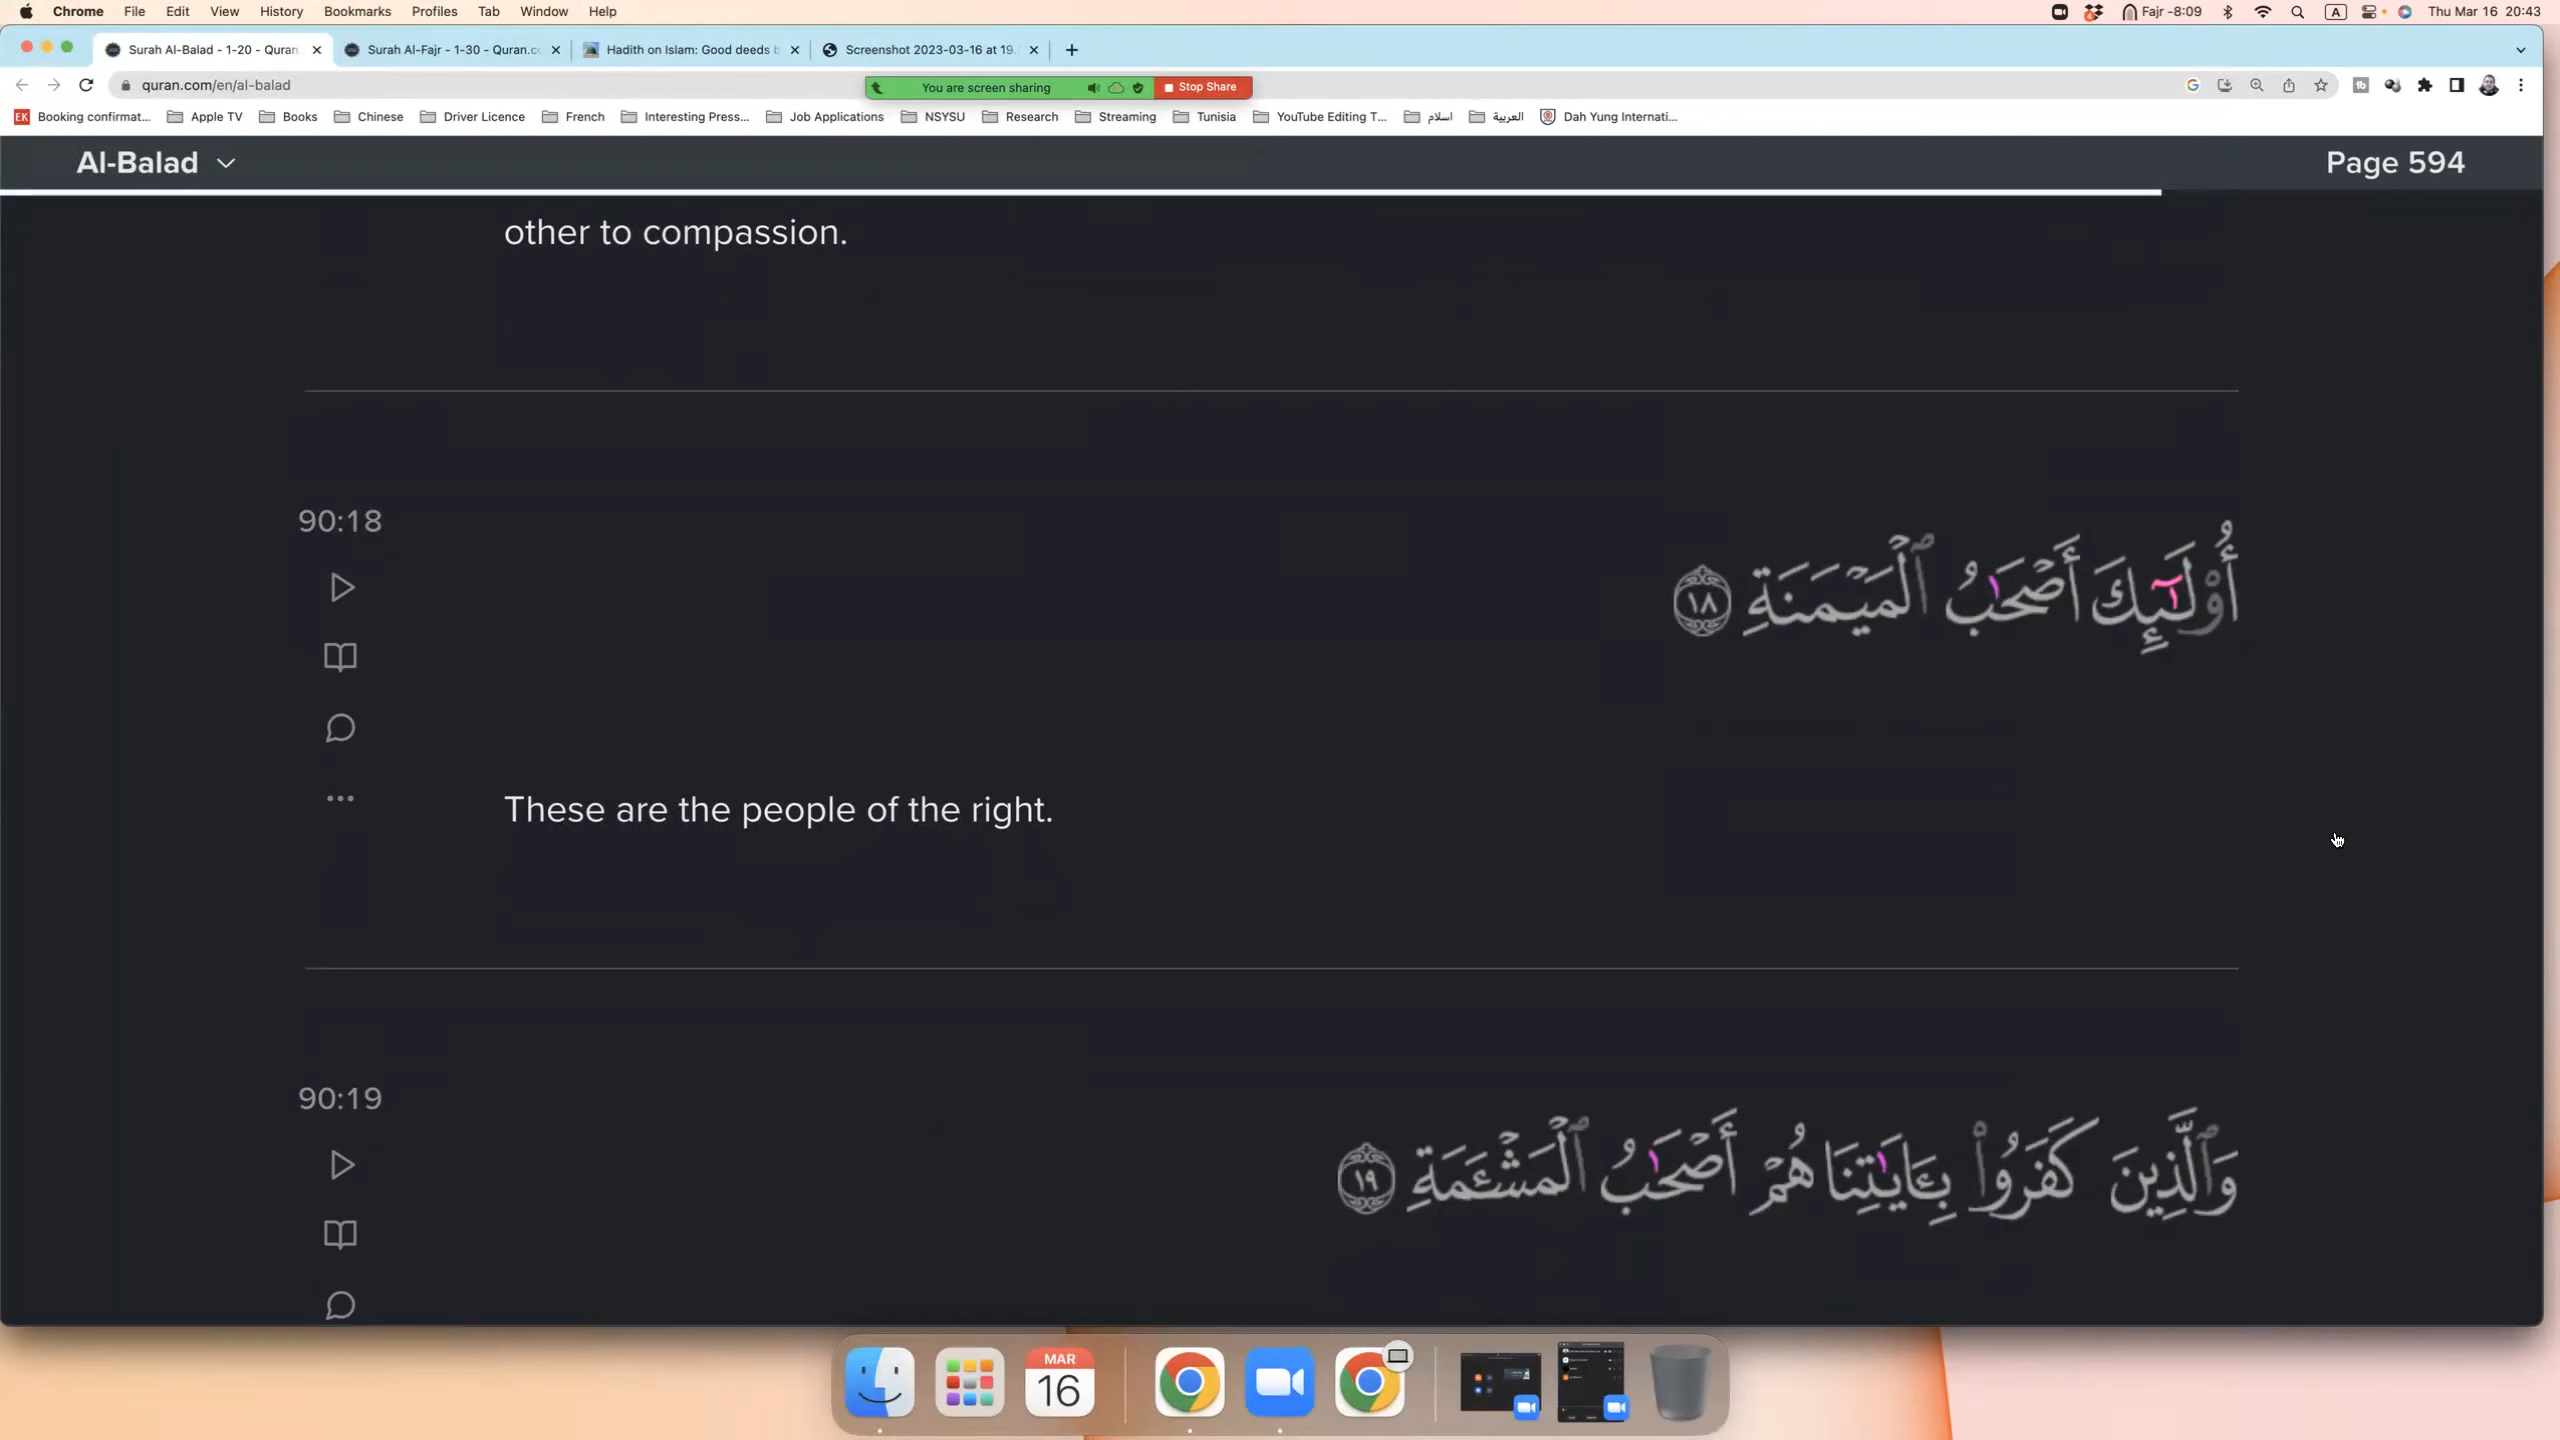 Chrome File Edit View History Bookmarks Profiles Tab Window Help Fajr -8:09 A Thu Mar 16 20:43
Surah Al-Balad - 1-20 - Quran. Surah Al-Fajr - 1-30 - Quran.c Hadith on Islam: Good deeds b Screenshot 2023-03-16 at 19.
quran.com/en/al-balad You are screen sharing Stop Share
EK Booking confirmat... Apple TV Books Chinese Driver Licence French Interesting Press... Job Applications NSYSU Research Streaming Tunisia YouTube Editing T... اسلام العربية Dah Yung Internati...
Al-Balad Page 594
other to compassion.
90:18
أُو۟لَـٰٓئِكَ أَصْحَـٰبُ ٱلْمَيْمَنَةِ ١٨
These are the people of the right.
90:19
وَٱلَّذِينَ كَفَرُوا۟ بِـَٔايَـٰتِنَا هُمْ أَصْحَـٰبُ ٱلْمَشْـَٔمَةِ ١٩
MAR
16